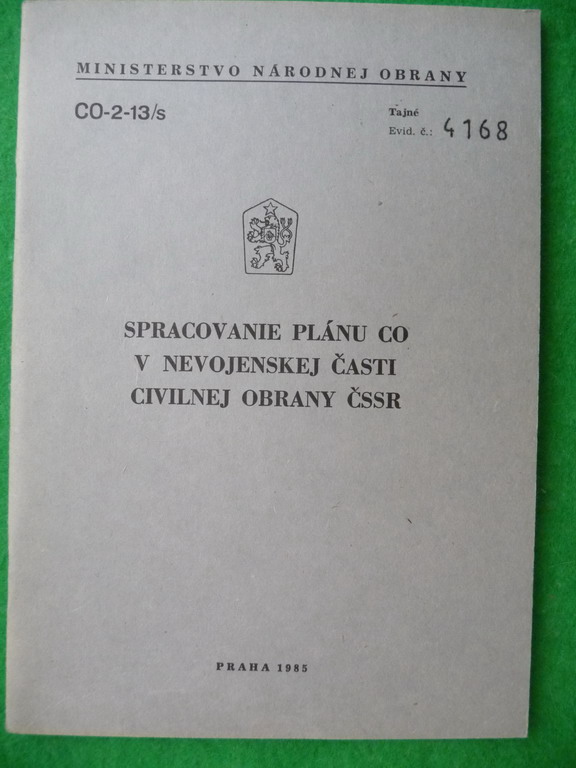 MINISTERSTVO NÁRODNEJ OBRANY
CO-2-13/s
Tajné
Evid. č.: 4168
SPRACOVANIE PLÁNU CO
V NEVOJENSKEJ ČASTI
CIVILNEJ OBRANY ČSSR
PRAHA 1985